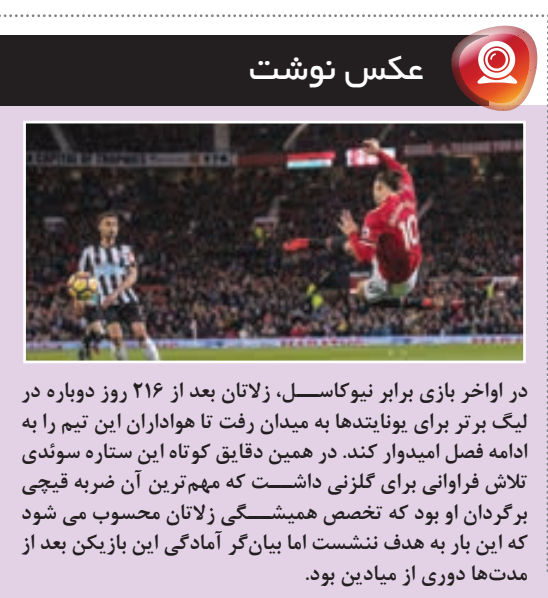 عکس نوشت
10
در اواخر بازی برابر نیوکاســـل، زلاتان بعد از ۲۱۶ روز دوباره در
لیگ برتر برای یونایتدها به میدان رفت تا هواداران این تیم را به
ادامه فصل امیدوار کند. در همین دقایق کوتاه این ستاره سوئدی
تلاش فراوانی برای گلزنی داشـــت که مهم‌ترین آن ضربه قیچی
برگردان او بود که تخصص همیشـــگی زلاتان محسوب می شود
که این بار به هدف ننشست اما بیان‌گر آمادگی این بازیکن بعد از
مدت‌ها دوری از میادین بود.